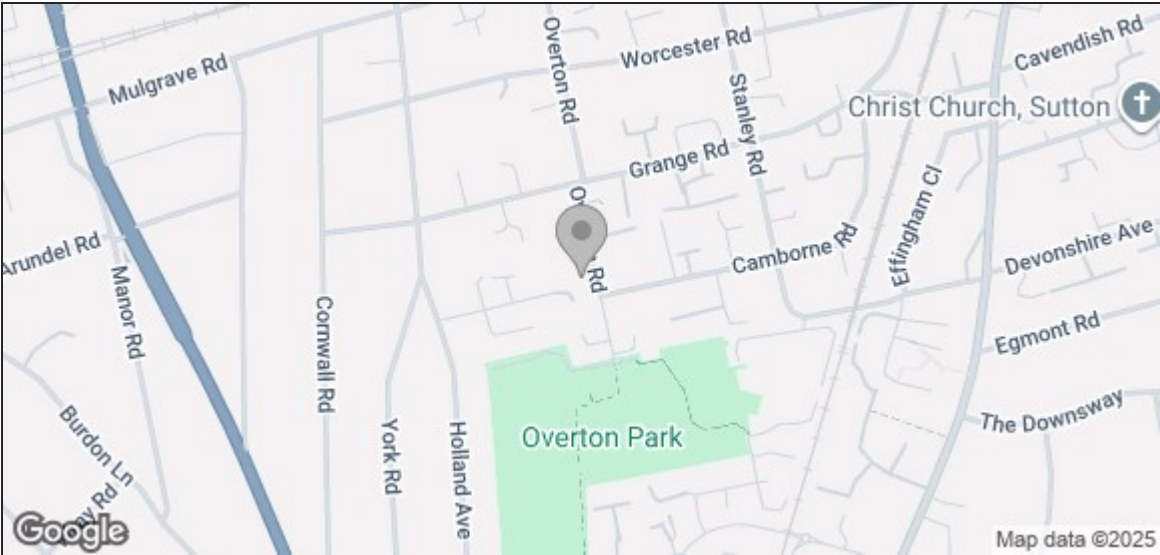 Overton Rd
Worcester Rd
Cavendish Rd
Mulgrave Rd
Stanley Rd
Christ Church, Sutton
Grange Rd
Effingham Cl
Arundel Rd
Manor Rd
Camborne Rd
Devonshire Ave
Cornwall Rd
Egmont Rd
York Rd
Holland Ave
The Downsway
Burdon Ln
Overton Park
Google
Map data ©2025